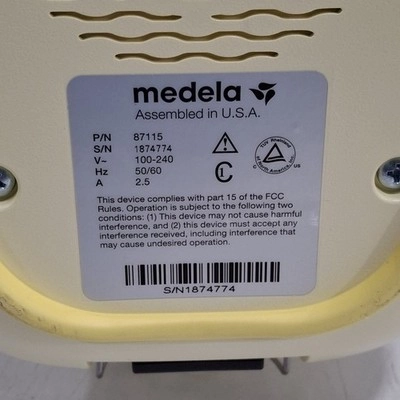 medela
Assembled in U.S.A.
P/N 87115
S/N 1874774
V~ 100-240
Hz 50/60
A 2.5
This device complies with part 15 of the FCC
Rules. Operation is subject to the following two
conditions: (1) This device may not cause harmful
interference, and (2) this device must accept any
interference received, including interference that
may cause undesired operation.
S/N1874774